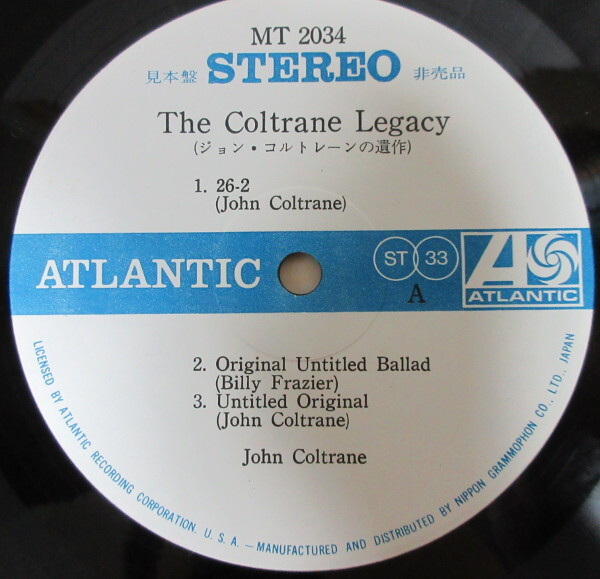 MT 2034
見本盤 STEREO 非売品
The Coltrane Legacy
(ジョン・コルトレーンの遺作)
1. 26-2
(John Coltrane)
ATLANTIC
ST 33
A
ATLANTIC
2. Original Untitled Ballad
(Billy Frazier)
3. Untitled Original
(John Coltrane)
John Coltrane
LICENSED BY ATLANTIC RECORDING CORPORATION. U. S. A. — MANUFACTURED AND DISTRIBUTED BY NIPPON GRAMMOPHON CO., LTD., JAPAN